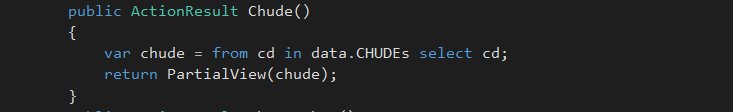 public ActionResult Chude()
{
var chude = from cd in data.CHUDEs select cd;
return PartialView(chude);
}